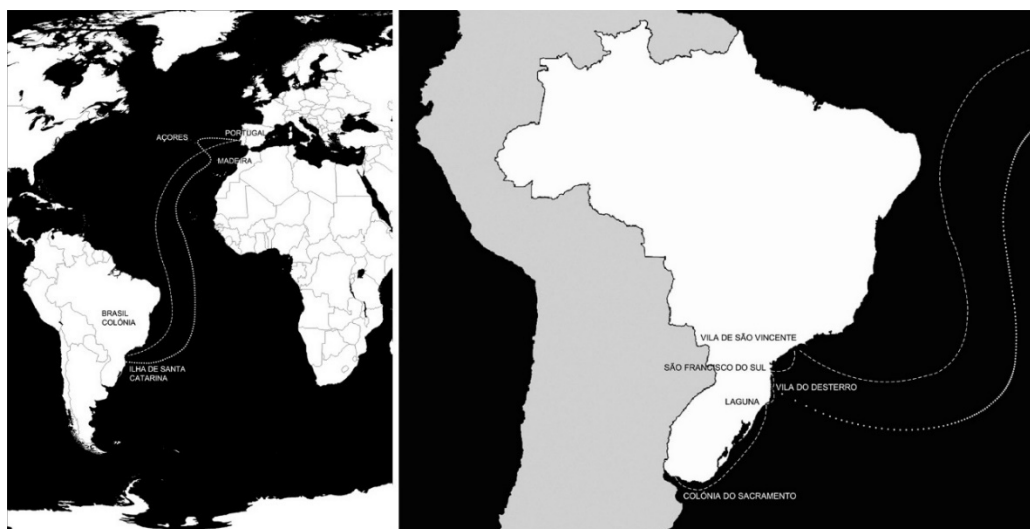 AÇORES
PORTUGAL
MADEIRA
BRASIL
COLÔNIA
ILHA DE SANTA
CATARINA
VILA DE SÃO VINCENTE
SÃO FRANCISCO DO SUL
VILA DO DESTERRO
LAGUNA
COLÔNIA DO SACRAMENTO